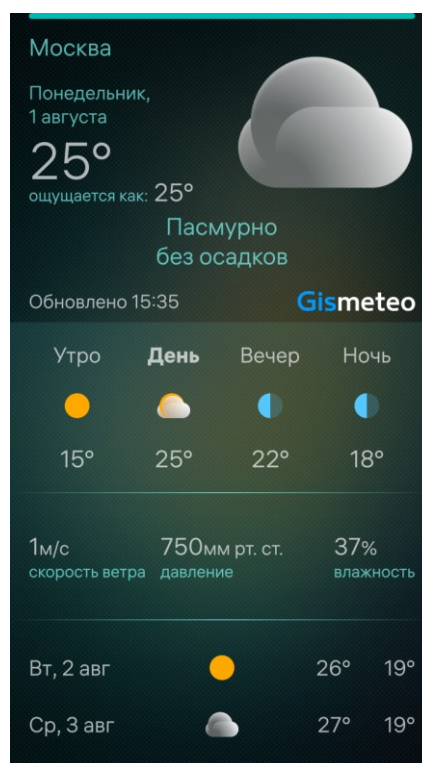 Москва
Понедельник,
1 августа
25°
ощущается как: 25°
Пасмурно
без осадков
Обновлено 15:35 Gismeteo
Утро День Вечер Ночь
15° 25° 22° 18°
1м/с 750мм рт. ст. 37%
скорость ветра давление влажность
Вт, 2 авг 26° 19°
Ср, 3 авг 27° 19°